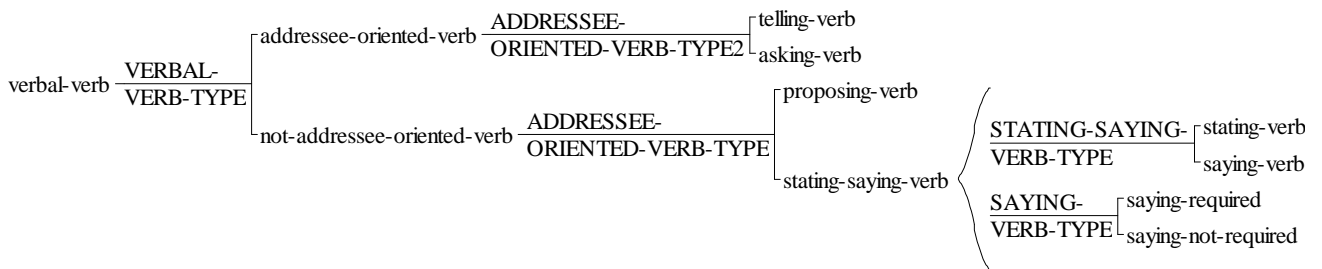 verbal-verb
VERBAL-
VERB-TYPE
addressee-oriented-verb
ADDRESSEE-
ORIENTED-VERB-TYPE2
telling-verb
asking-verb
not-addressee-oriented-verb
ADDRESSEE-
ORIENTED-VERB-TYPE
proposing-verb
stating-saying-verb
STATING-SAYING-
VERB-TYPE
stating-verb
saying-verb
SAYING-
VERB-TYPE
saying-required
saying-not-required